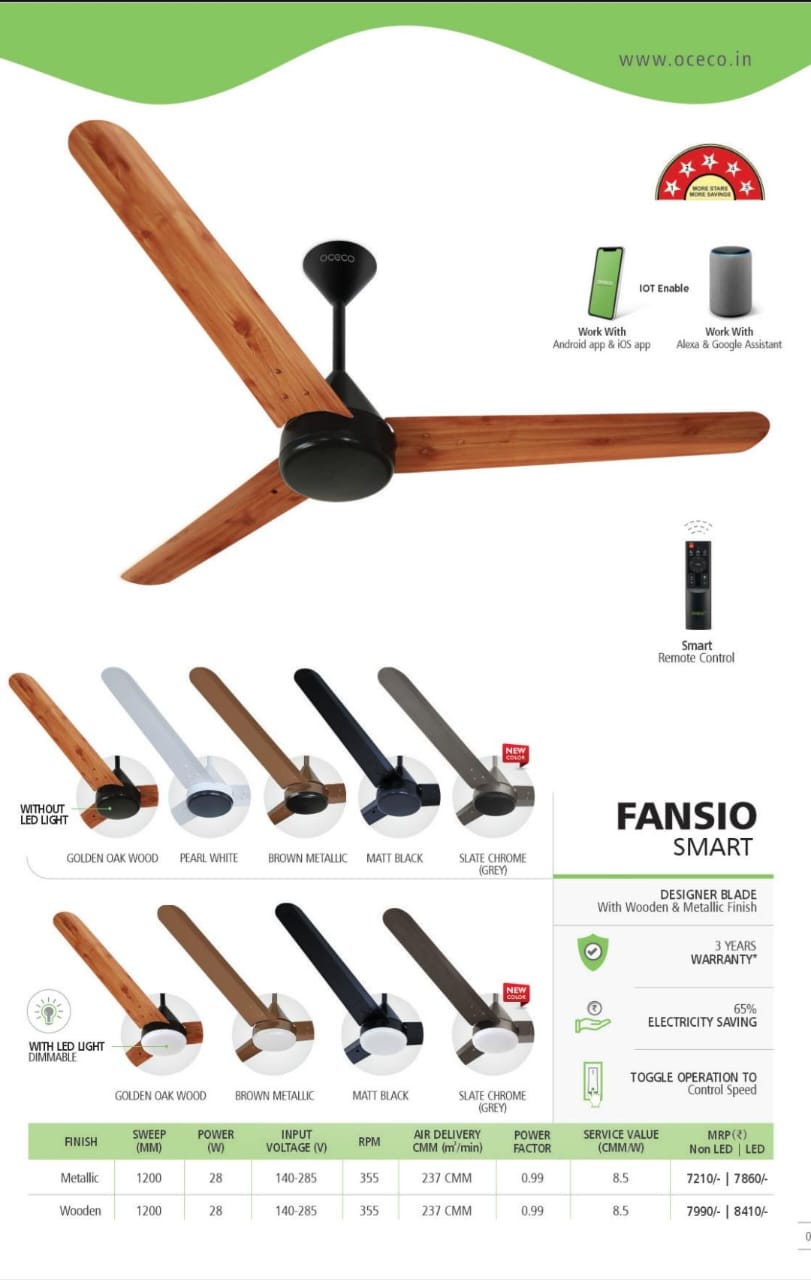 www.oceco.in
1 2 3 4 5
MORE STARS
MORE SAVINGS
oceco
IOT Enable
Work With
Android app & iOS app
Work With
Alexa & Google Assistant
Smart
Remote Control
NEW
COLOR
WITHOUT
LED LIGHT
GOLDEN OAK WOOD PEARL WHITE BROWN METALLIC MATT BLACK SLATE CHROME
(GREY)
FANSIO
SMART
DESIGNER BLADE
With Wooden & Metallic Finish
3 YEARS
WARRANTY*
65%
ELECTRICITY SAVING
TOGGLE OPERATION TO
Control Speed
NEW
COLOR
WITH LED LIGHT
DIMMABLE
GOLDEN OAK WOOD BROWN METALLIC MATT BLACK SLATE CHROME
(GREY)
FINISH SWEEP (MM) POWER (W) INPUT VOLTAGE (V) RPM AIR DELIVERY CMM (m³/min) POWER FACTOR SERVICE VALUE (CMM/W) MRP(₹) Non LED | LED
Metallic 1200 28 140-285 355 237 CMM 0.99 8.5 7210/- | 7860/-
Wooden 1200 28 140-285 355 237 CMM 0.99 8.5 7990/- | 8410/-